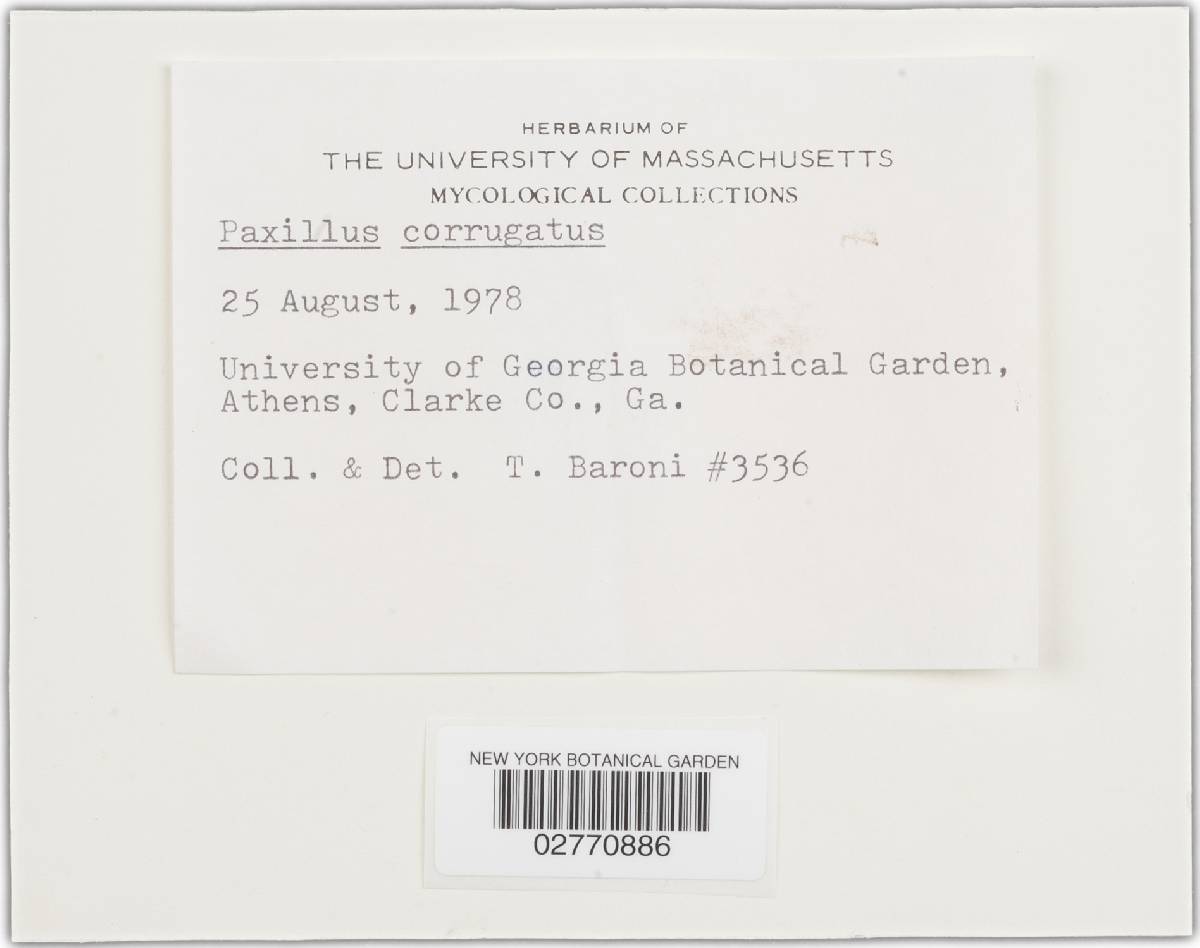 HERBARIUM OF
THE UNIVERSITY OF MASSACHUSETTS
MYCOLOGICAL COLLECTIONS
Paxillus corrugatus
25 August, 1978
University of Georgia Botanical Garden,
Athens, Clarke Co., Ga.
Coll. & Det. T. Baroni #3536
NEW YORK BOTANICAL GARDEN
02770886